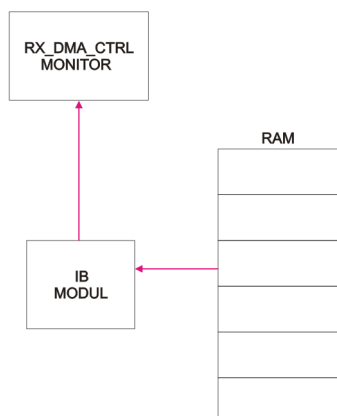 RX_DMA_CTRL
MONITOR
RAM
IB
MODUL